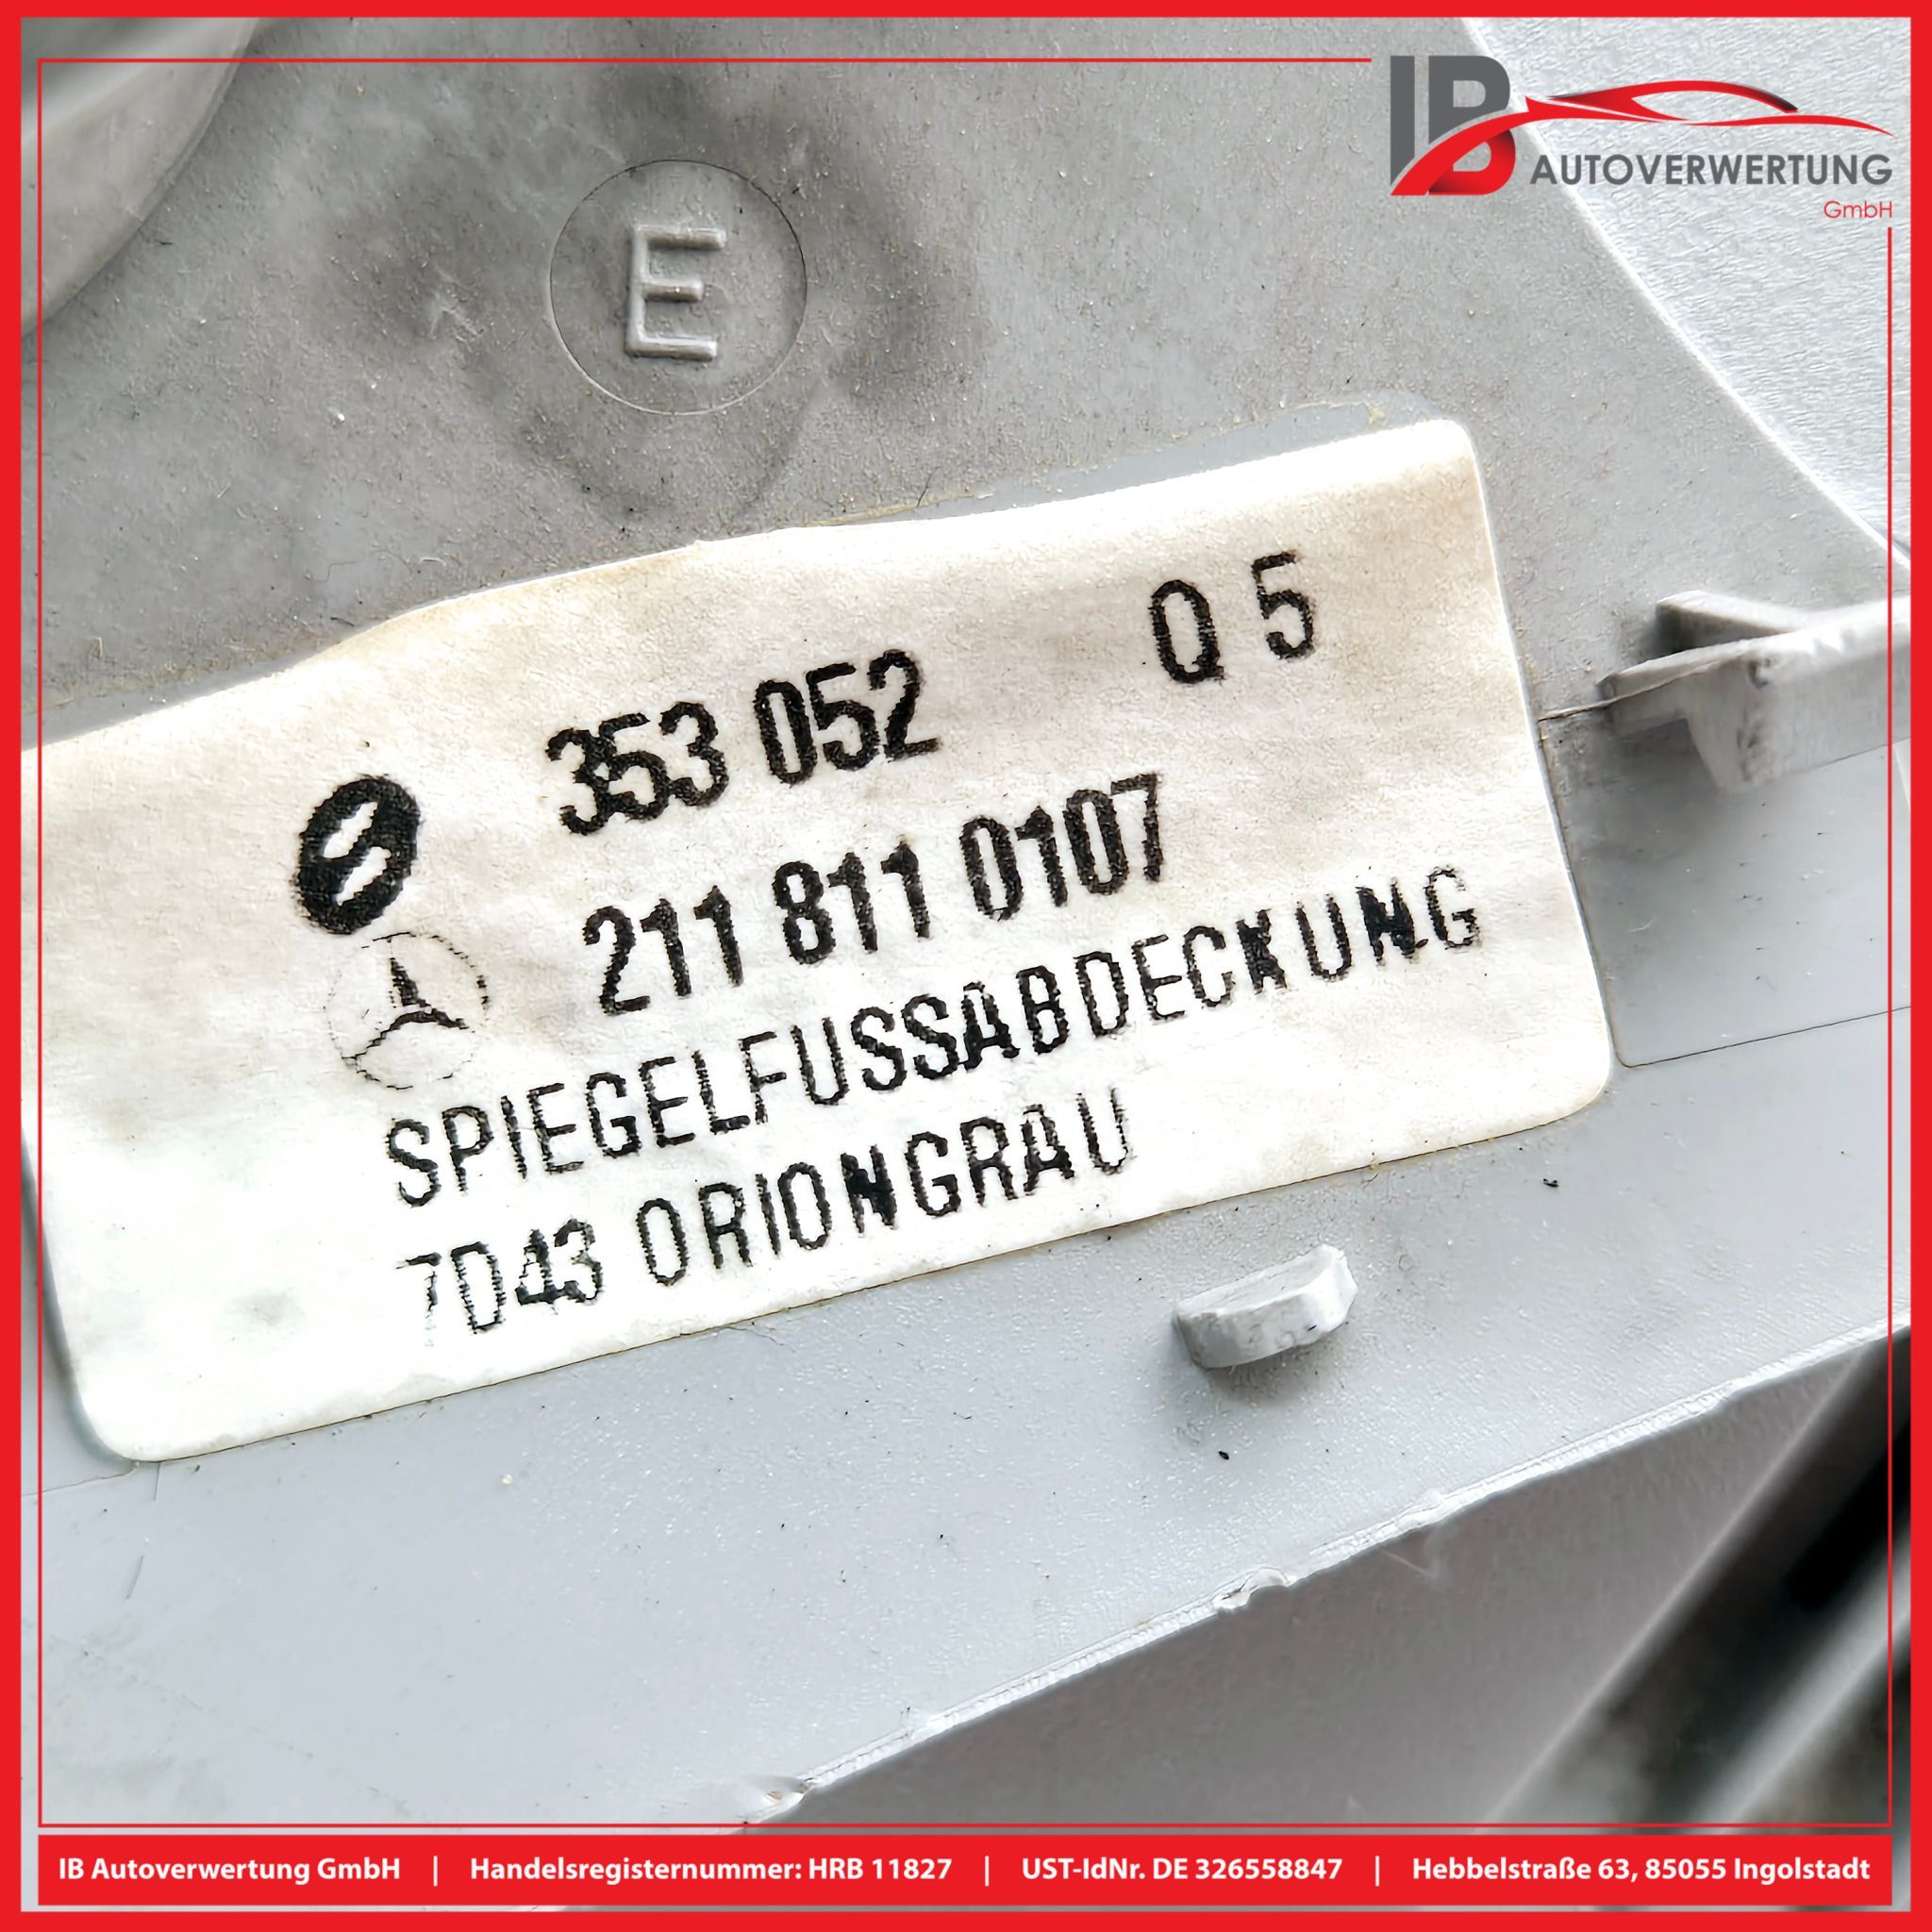 IB
AUTOVERWERTUNG
GmbH
E
353 052 Q 5
211 811 0107
SPIEGELFUSSABDECKUNG
7D43 ORIONGRAU
IB Autoverwertung GmbH | Handelsregisternummer: HRB 11827 | UST-IdNr. DE 326558847 | Hebbelstraße 63, 85055 Ingolstadt